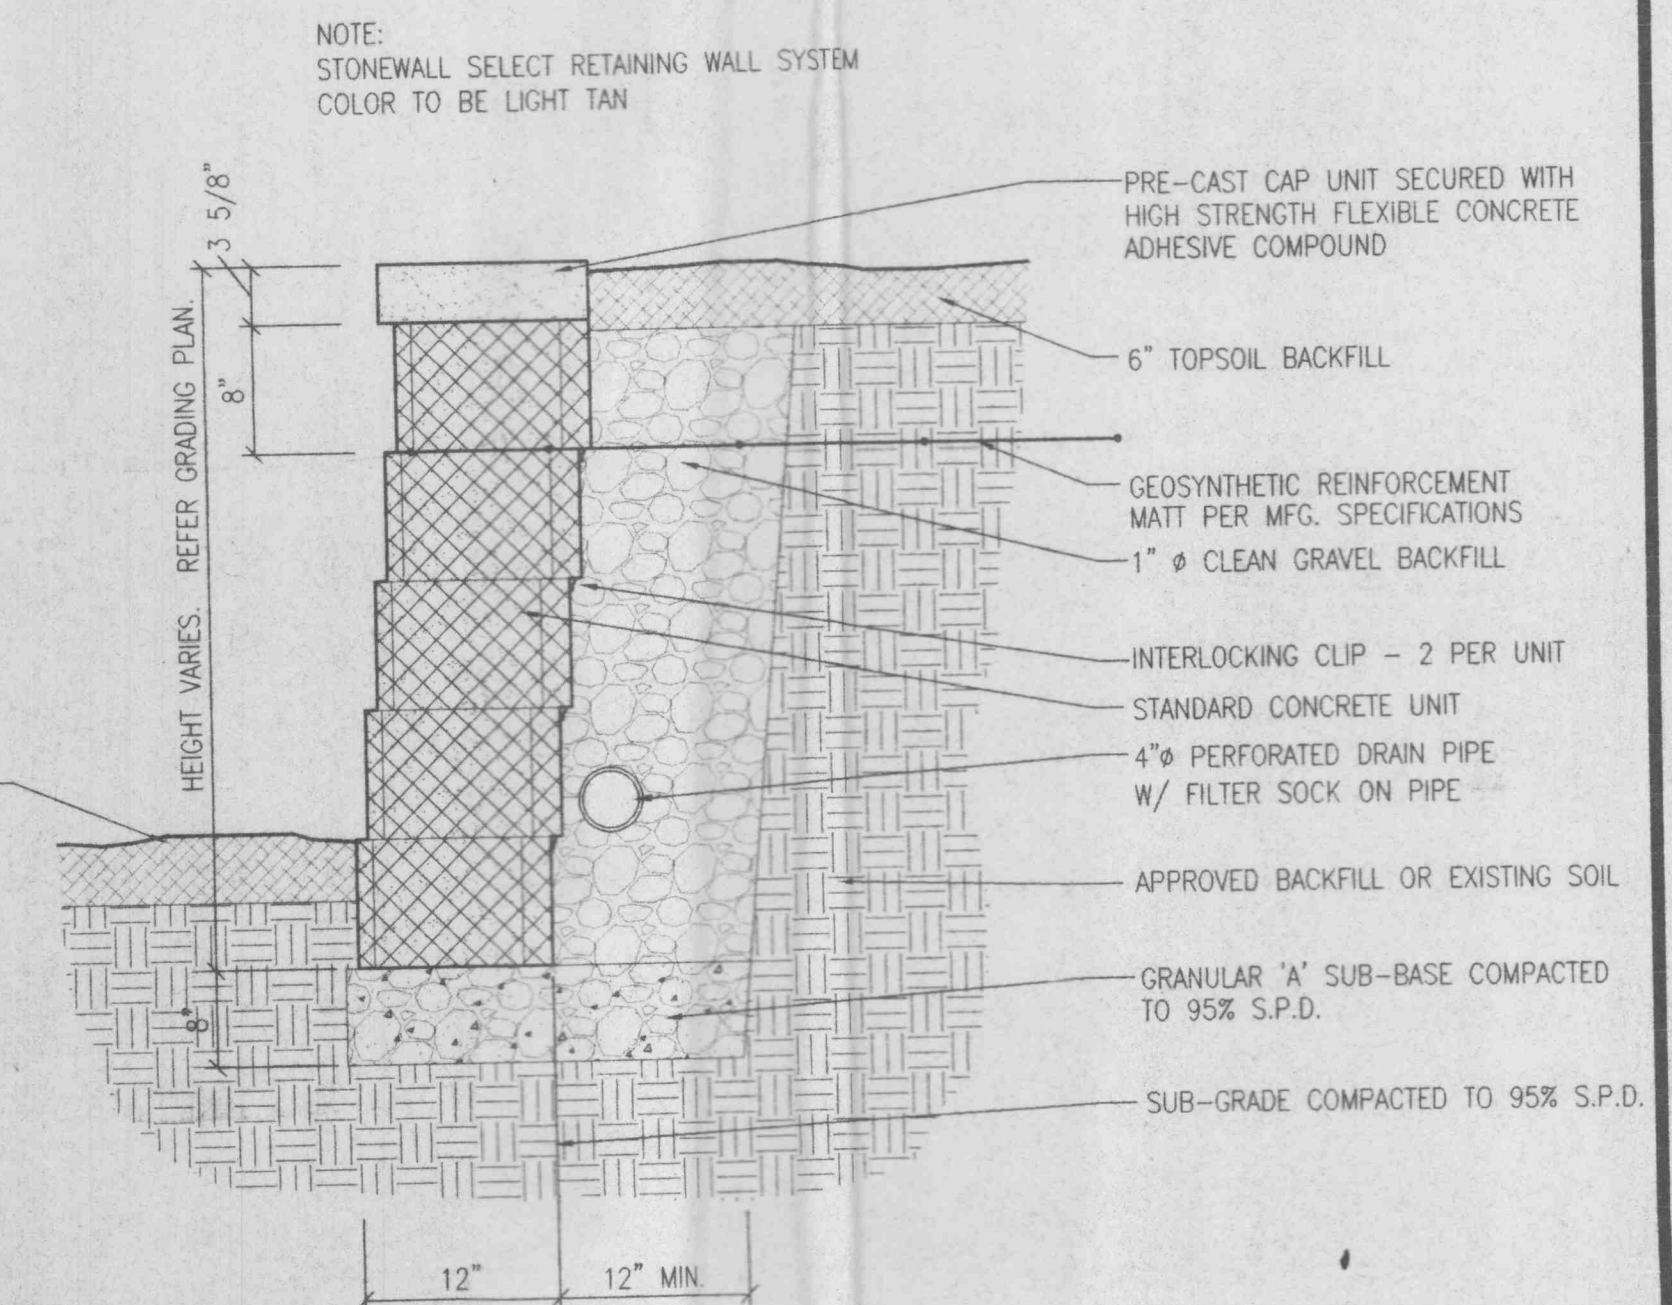 NOTE:
STONEWALL SELECT RETAINING WALL SYSTEM
COLOR TO BE LIGHT TAN
3 5/8"
8"
HEIGHT VARIES. REFER GRADING PLAN.
8"
PRE-CAST CAP UNIT SECURED WITH
HIGH STRENGTH FLEXIBLE CONCRETE
ADHESIVE COMPOUND
6" TOPSOIL BACKFILL
GEOSYNTHETIC REINFORCEMENT
MATT PER MFG. SPECIFICATIONS
1" ø CLEAN GRAVEL BACKFILL
INTERLOCKING CLIP - 2 PER UNIT
STANDARD CONCRETE UNIT
4"ø PERFORATED DRAIN PIPE
W/ FILTER SOCK ON PIPE
APPROVED BACKFILL OR EXISTING SOIL
GRANULAR 'A' SUB-BASE COMPACTED
TO 95% S.P.D.
SUB-GRADE COMPACTED TO 95% S.P.D.
12"
12" MIN.